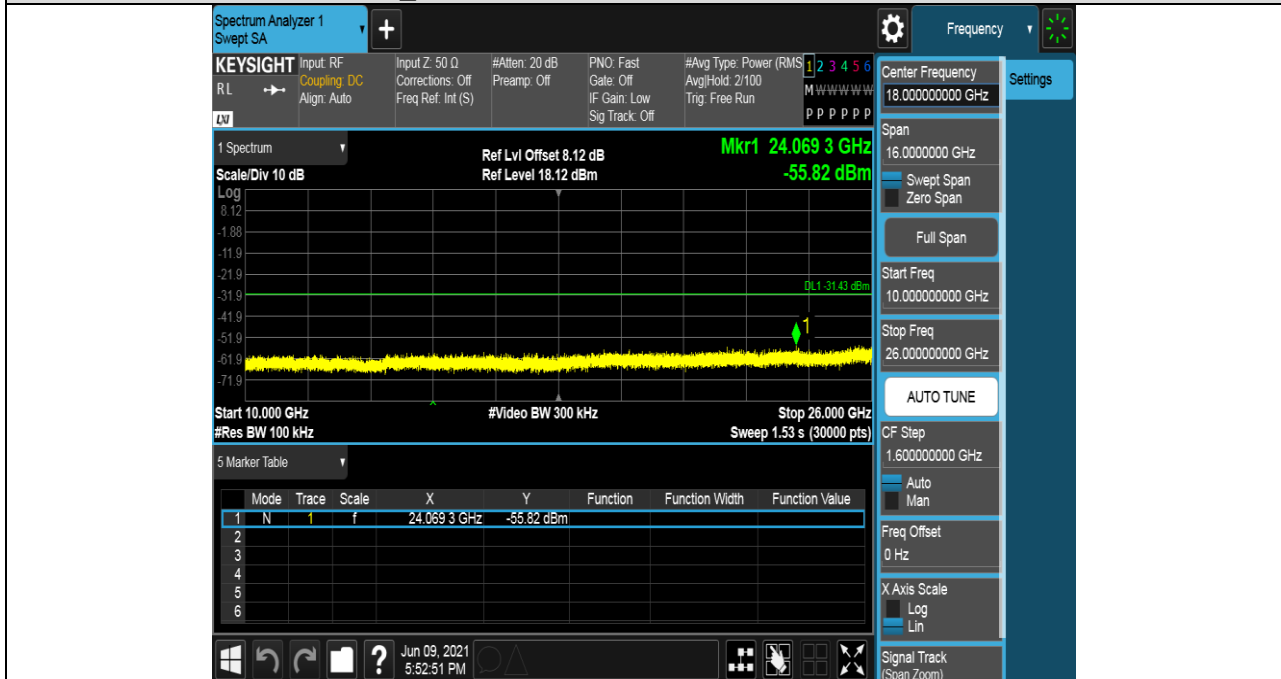 Spectrum Analyzer 1
Swept SA
+
Frequency
KEYSIGHT
RL
LXI
Input: RF
Coupling: DC
Align: Auto
Input Z: 50 Ω
Corrections: Off
Freq Ref: Int (S)
#Atten: 20 dB
Preamp: Off
PNO: Fast
Gate: Off
IF Gain: Low
Sig Track: Off
#Avg Type: Power (RMS
Avg|Hold: 2/100
Trig: Free Run
1 2 3 4 5 6
M W W W W W
P P P P P P
1 Spectrum
Scale/Div 10 dB
Ref Lvl Offset 8.12 dB
Ref Level 18.12 dBm
Mkr1 24.069 3 GHz
-55.82 dBm
Log
8.12
-1.88
-11.9
-21.9
-31.9
-41.9
-51.9
-61.9
-71.9
DL1 -31.43 dBm
1
Start 10.000 GHz
#Res BW 100 kHz
#Video BW 300 kHz
Stop 26.000 GHz
Sweep 1.53 s (30000 pts)
5 Marker Table
Mode Trace Scale X Y Function Function Width Function Value
1 N 1 f 24.069 3 GHz -55.82 dBm
2
3
4
5
6
?
Jun 09, 2021
5:52:51 PM
Center Frequency
18.000000000 GHz
Settings
Span
16.0000000 GHz
Swept Span
Zero Span
Full Span
Start Freq
10.000000000 GHz
Stop Freq
26.000000000 GHz
AUTO TUNE
CF Step
1.600000000 GHz
Auto
Man
Freq Offset
0 Hz
X Axis Scale
Log
Lin
Signal Track
(Span Zoom)